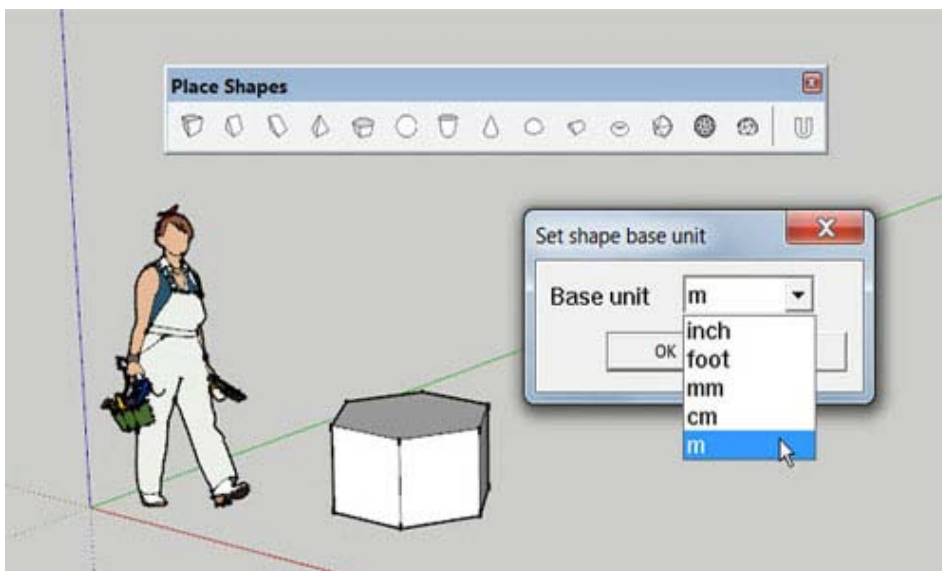 Place Shapes
U
Set shape base unit
Base unit m
OK
inch
foot
mm
cm
m